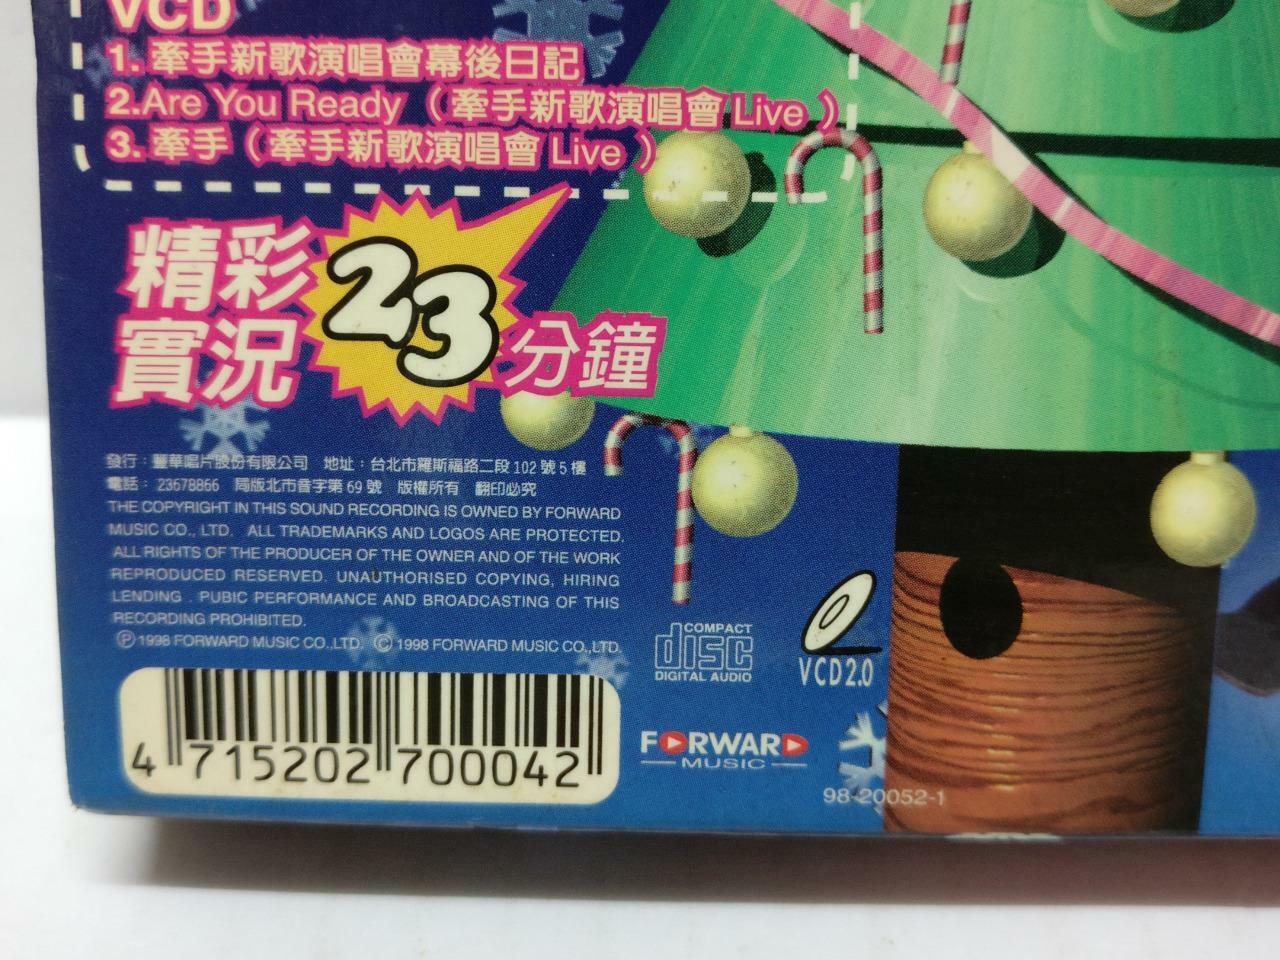 VCD
1. 牽手新歌演唱會幕後日記
2.Are You Ready （牽手新歌演唱會 Live ）
3. 牽手（牽手新歌演唱會 Live ）
精彩
實況
23
分鐘
發行：豐華唱片股份有限公司 地址：台北市羅斯福路二段 102 號 5 樓
電話： 23678866 局版北市音字第 69 號 版權所有 翻印必究
THE COPYRIGHT IN THIS SOUND RECORDING IS OWNED BY FORWARD
MUSIC CO., LTD. ALL TRADEMARKS AND LOGOS ARE PROTECTED.
ALL RIGHTS OF THE PRODUCER OF THE OWNER AND OF THE WORK
REPRODUCED RESERVED. UNAUTHORISED COPYING, HIRING
LENDING . PUBIC PERFORMANCE AND BROADCASTING OF THIS
RECORDING PROHIBITED.
Ⓟ 1998 FORWARD MUSIC CO.,LTD. Ⓒ 1998 FORWARD MUSIC CO.,LTD.
COMPACT
disc
DIGITAL AUDIO
VCD 2.0
4 715202 700042
FORWARD
MUSIC
98-20052-1